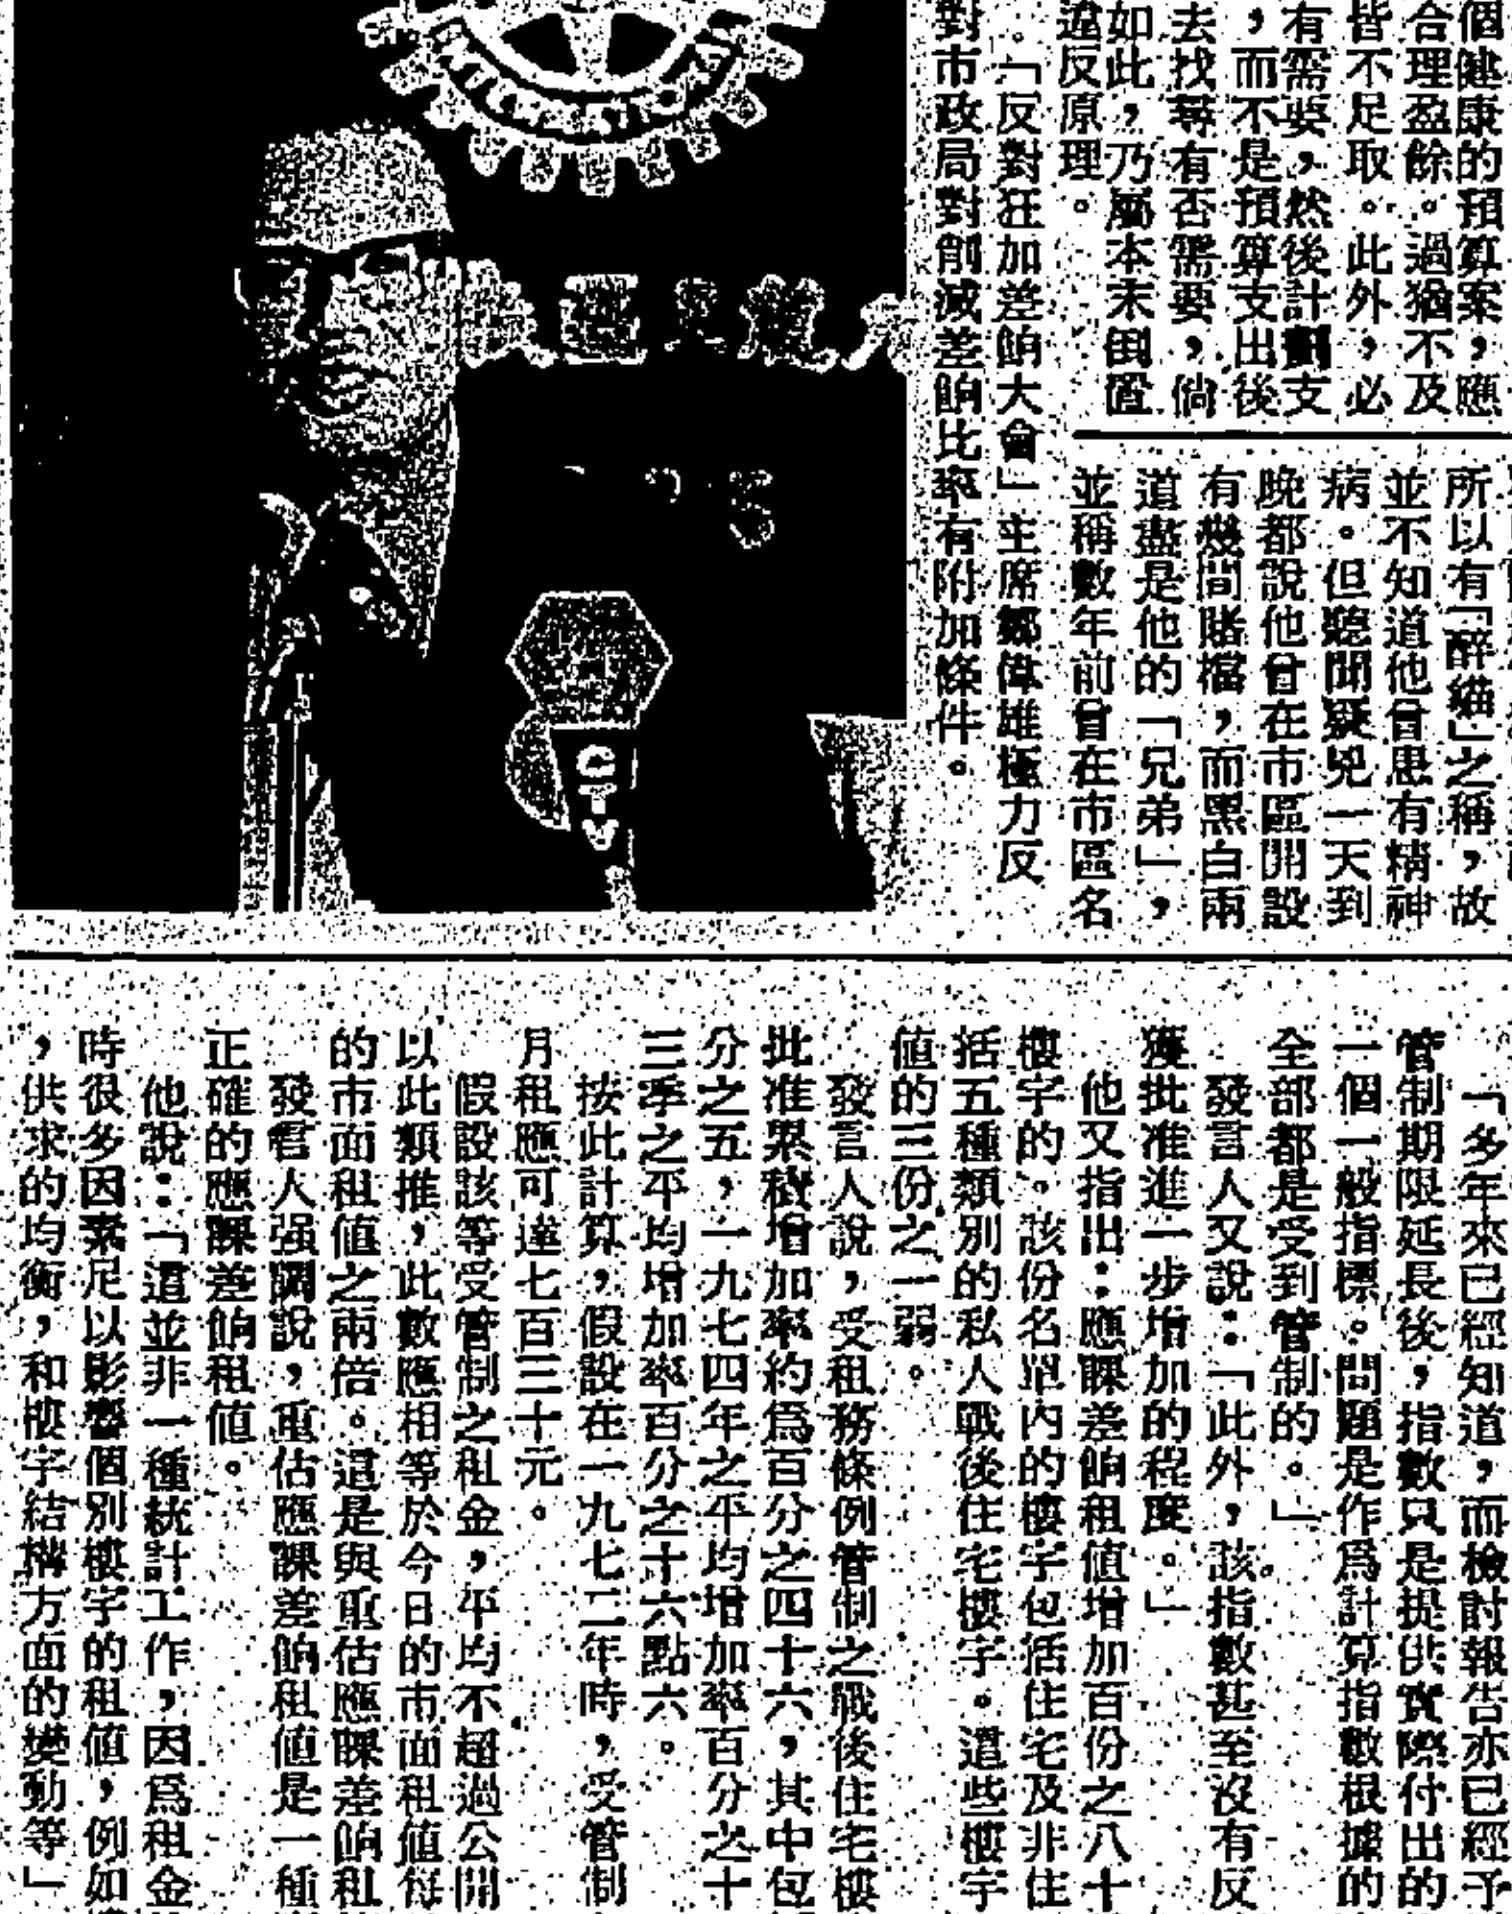 個健康的預算案，應
合理盈餘。過猶不及
皆不足取。此外，必
有需要，然後計劃支
，而不是預算支出後
去找尋有否需要，倘
如此，乃屬本末倒置
違反原理。
「反對狂加差餉大會」主席鄭偉雄極力反
對市政局對削減差餉比率有附加條件。
所以有「醉貓」之稱，故
並不知道他曾患有精神
病。但聽聞疑兇一天到
晚都說他曾在市區開設
有幾間賭檔，而黑白兩
道盡是他的「兄弟」，
並稱數年前曾在市區名
INTERNATIONAL
CTV
「多年來已經知道，而檢討報告亦已經予
管制期限延長後，指數只是提供實際付出的
一個一般指標。問題是作爲計算指數根據的
全部都是受到管制的。」
發言人又說：「此外，該指數甚至沒有反
獲批准進一步增加的程度。」
他又指出：應課差餉租值增加百份之八十
樓宇的。該份名單內的樓宇包括住宅及非住
括五種類別的私人戰後住宅樓宇。這些樓宇
值的三份之一弱。
發言人說，受租務條例管制之戰後住宅樓
批准累積增加率約爲百分之四十六，其中包
分之五，一九七四年之平均增加率百分之十
三季之平均增加率百分之十六點六。
按此計算，假設在一九七二年時，受管制
月租應可達七百三十元。
假設該等受管制之租金，平均不超過公開
以此類推，此數應相等於今日的市面租值每
的市面租值之兩倍。這是與重估應課差餉租
發言人强調說，重估應課差餉租值是一種
正確的應課差餉租值。
他說：「這並非一種統計工作，因爲租金
時很多因素尼以影響個別樓宇的租值，例如
，供求的均衡，和樓宇結構方面的變動等」